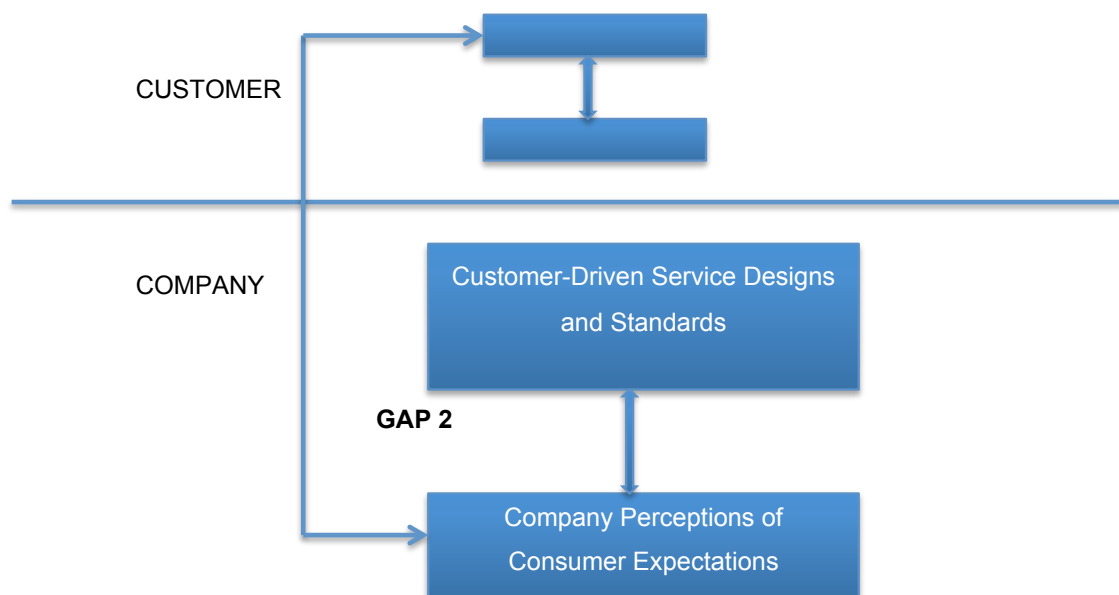 CUSTOMER
COMPANY
Customer-Driven Service Designs
and Standards
GAP 2
Company Perceptions of
Consumer Expectations